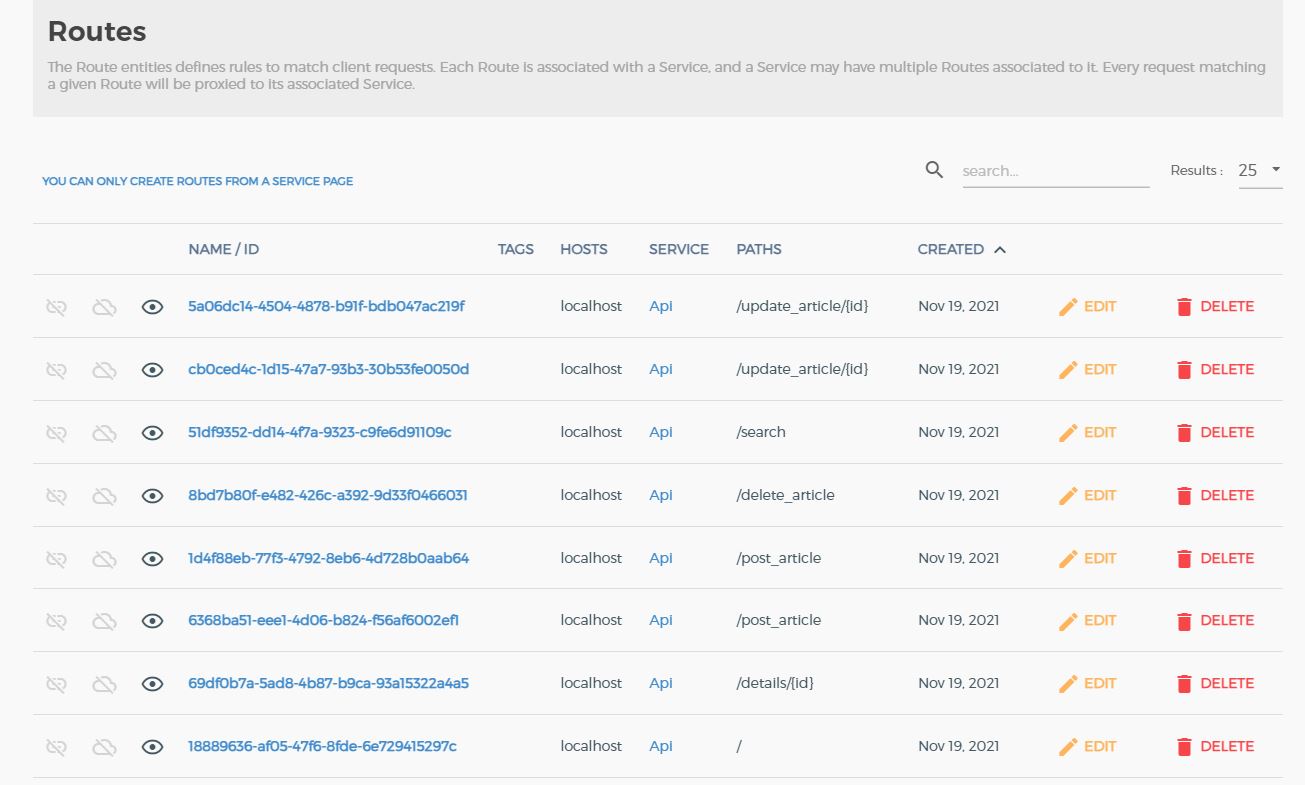 Routes
The Route entities defines rules to match client requests. Each Route is associated with a Service, and a Service may have multiple Routes associated to it. Every request matching
a given Route will be proxied to its associated Service.
YOU CAN ONLY CREATE ROUTES FROM A SERVICE PAGE
search... Results : 25
NAME / ID TAGS HOSTS SERVICE PATHS CREATED
5a06dc14-4504-4878-b91f-bdb047ac219f localhost Api /update_article/{id} Nov 19, 2021 EDIT DELETE
cb0ced4c-1d15-47a7-93b3-30b53fe0050d localhost Api /update_article/{id} Nov 19, 2021 EDIT DELETE
51df9352-dd14-4f7a-9323-c9fe6d91109c localhost Api /search Nov 19, 2021 EDIT DELETE
8bd7b80f-e482-426c-a392-9d33f0466031 localhost Api /delete_article Nov 19, 2021 EDIT DELETE
1d4f88eb-77f3-4792-8eb6-4d728b0aab64 localhost Api /post_article Nov 19, 2021 EDIT DELETE
6368ba51-eee1-4d06-b824-f56af6002ef1 localhost Api /post_article Nov 19, 2021 EDIT DELETE
69df0b7a-5ad8-4b87-b9ca-93a15322a4a5 localhost Api /details/{id} Nov 19, 2021 EDIT DELETE
18889636-af05-47f6-8fde-6e729415297c localhost Api / Nov 19, 2021 EDIT DELETE